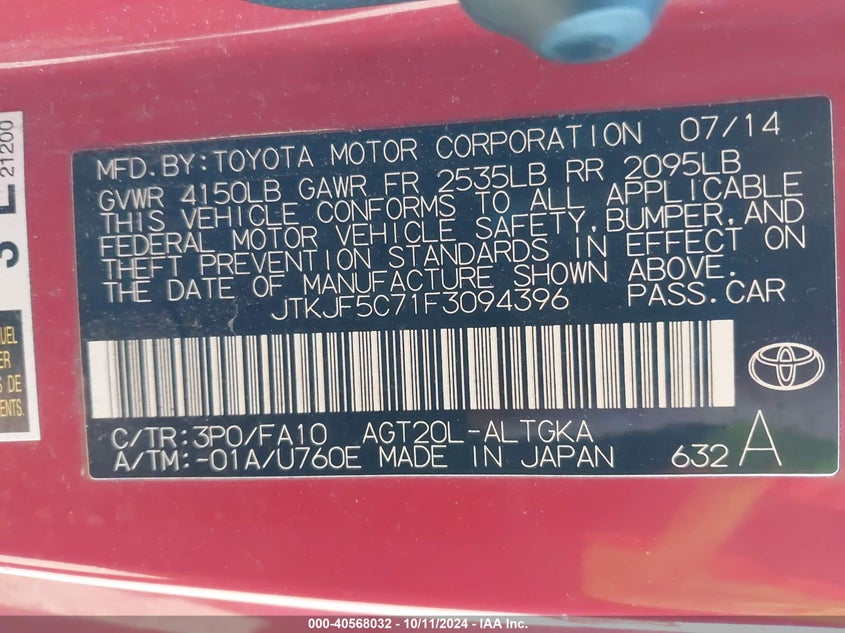 MFD. BY: TOYOTA MOTOR CORPORATION 07/14
GVWR 4150LB GAWR FR 2535LB RR 2095LB
THIS VEHICLE CONFORMS TO ALL APPLICABLE
FEDERAL MOTOR VEHICLE SAFETY, BUMPER, AND
THEFT PREVENTION STANDARDS IN EFFECT ON
THE DATE OF MANUFACTURE SHOWN ABOVE.
JTKJF5C71F3094396 PASS. CAR
C/TR: 3P0/FA10 AGT20L-ALTGKA
A/TM: -01A/U760E MADE IN JAPAN 632 A
21200
DE
000-40568032 - 10/11/2024 - IAA Inc.